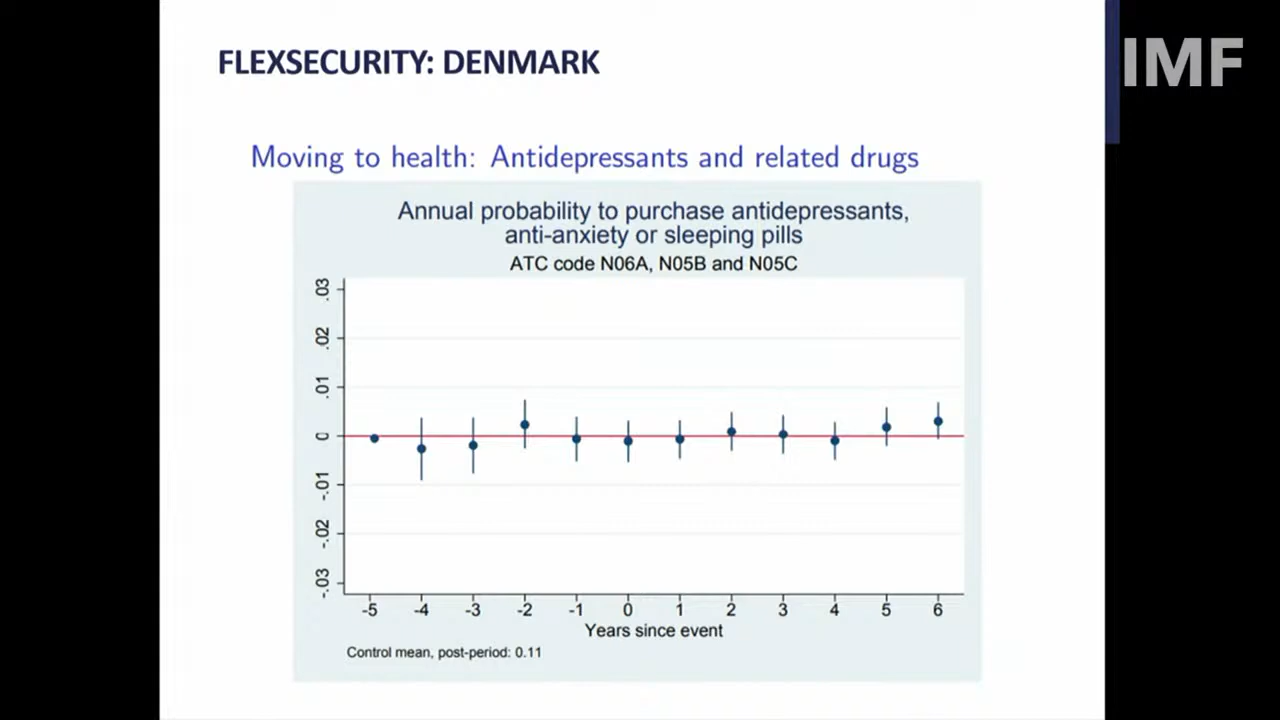 FLEXSECURITY: DENMARK
IMF
Moving to health: Antidepressants and related drugs
Annual probability to purchase antidepressants,
anti-anxiety or sleeping pills
ATC code N06A, N05B and N05C
.03
.02
.01
0
-.01
-.02
-.03
-5 -4 -3 -2 -1 0 1 2 3 4 5 6
Years since event
Control mean, post-period: 0.11